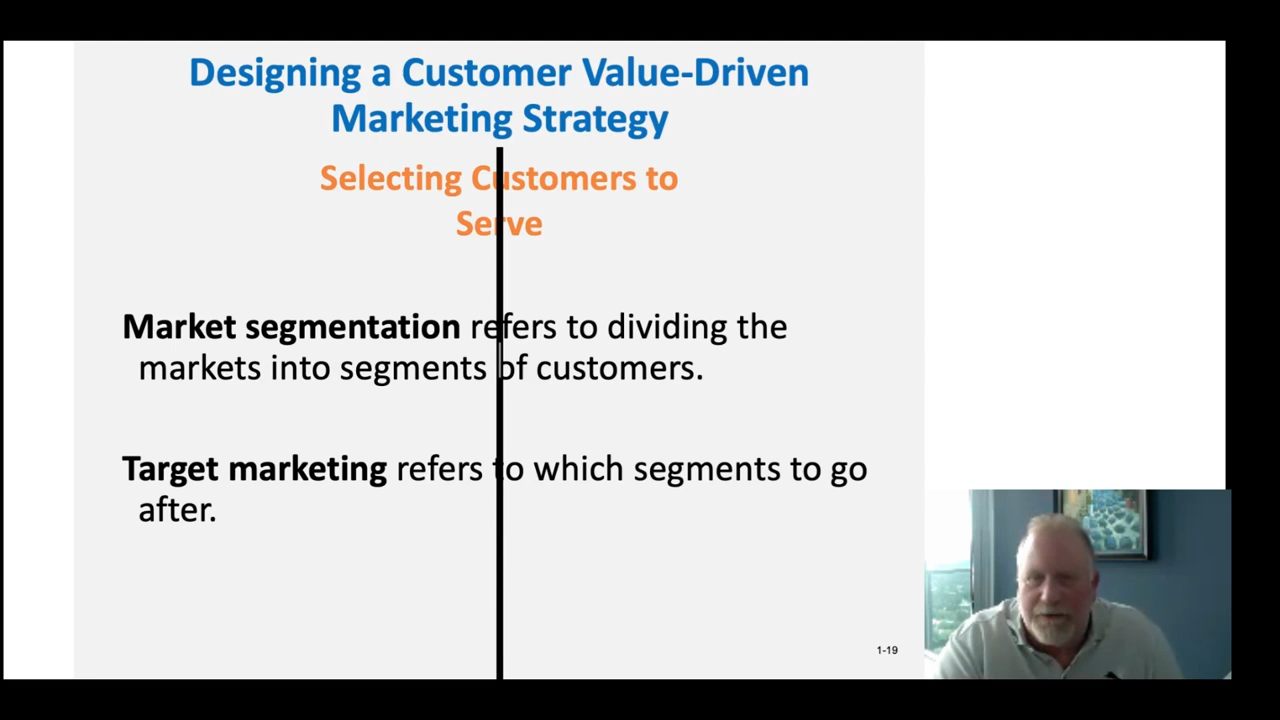 Designing a Customer Value-Driven
Marketing Strategy
Selecting Customers to
Serve
Market segmentation refers to dividing the
markets into segments of customers.
Target marketing refers to which segments to go
after.
1-19